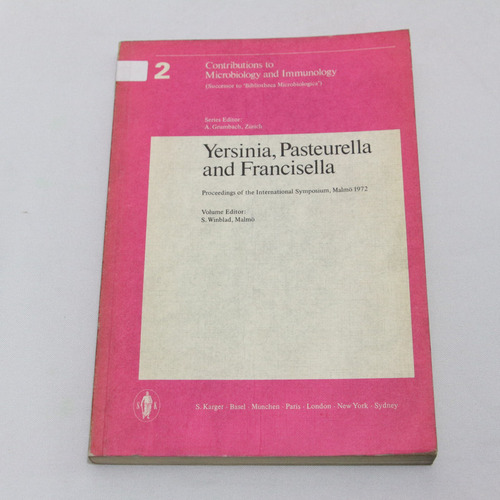 2
Contributions to
Microbiology and Immunology
(Successor to 'Bibliotheca Microbiologica')
Series Editor:
A. Grumbach, Zürich
Yersinia, Pasteurella
and Francisella
Proceedings of the International Symposium, Malmö 1972
Volume Editor:
S. Winblad, Malmö
S K
S. Karger · Basel · München · Paris · London · New York · Sydney